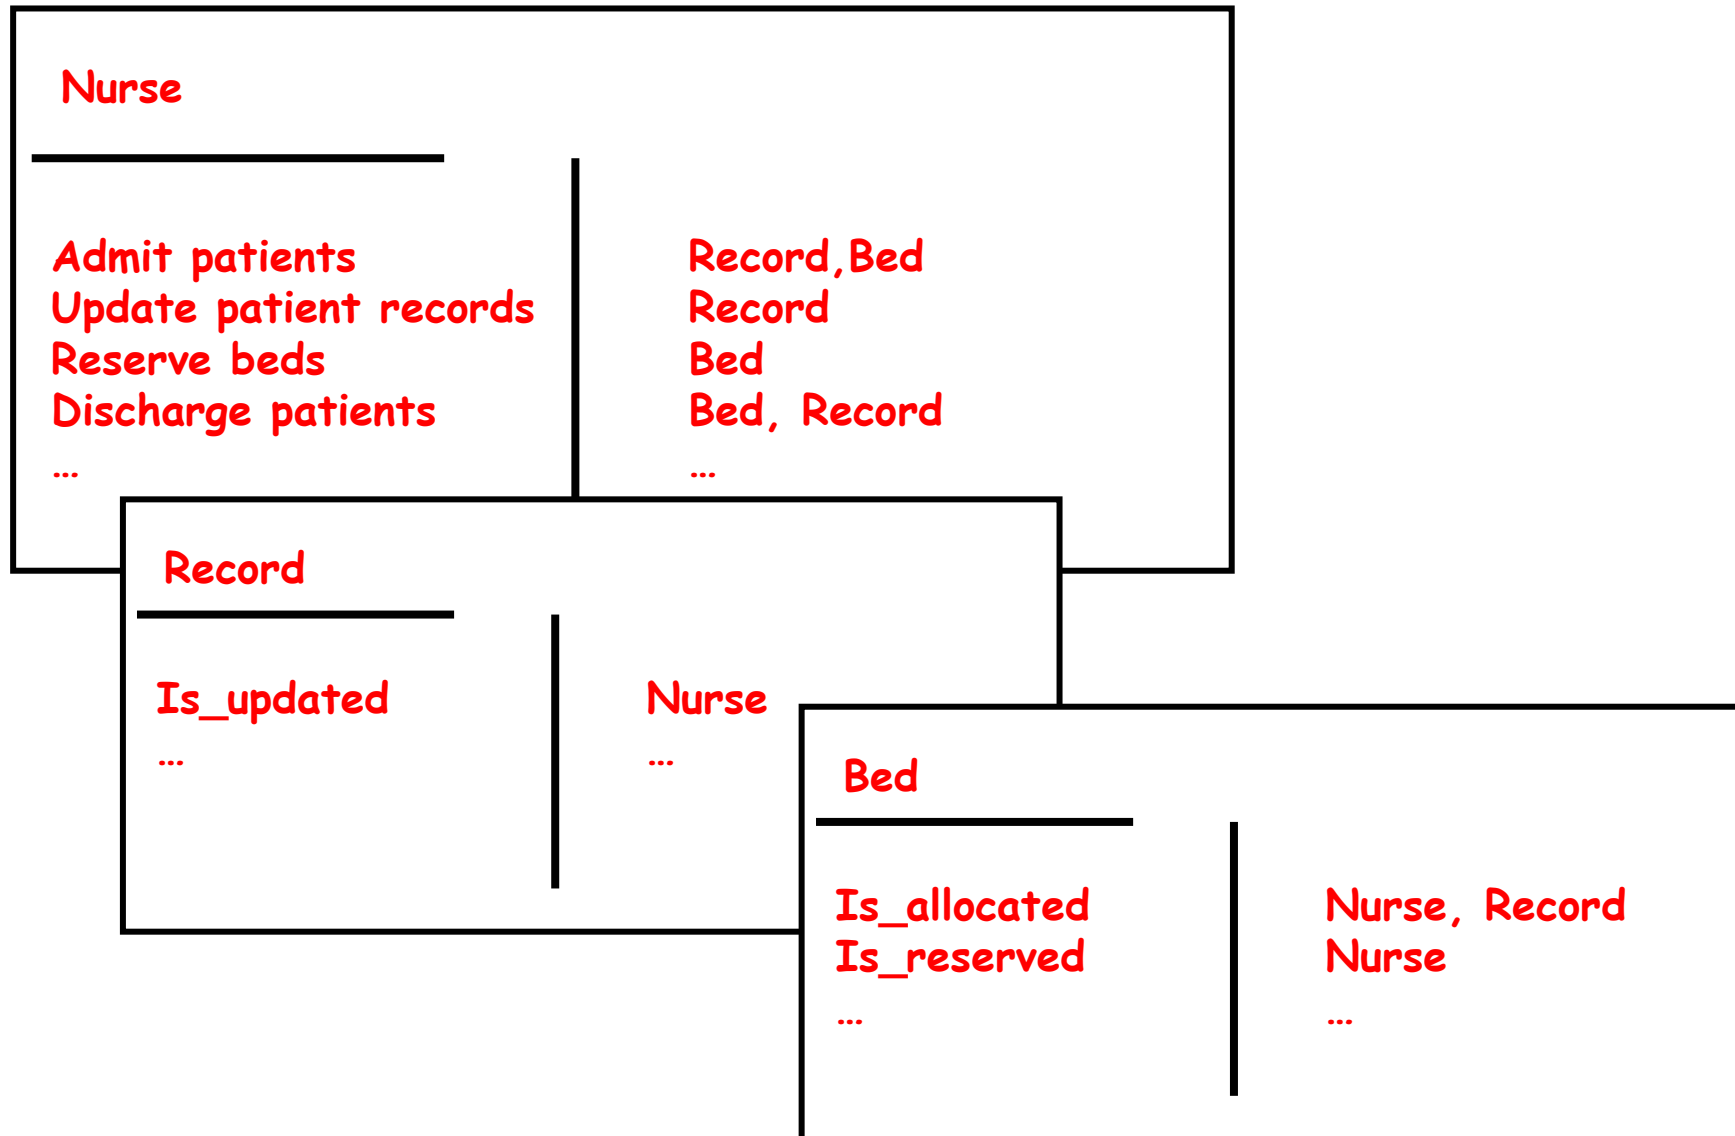 Nurse
Admit patients
Record,Bed
Update patient records
Record
Reserve beds
Bed
Discharge patients
Bed, Record
...
...
Record
Is_updated
Nurse
...
...
Bed
Is_allocated
Nurse, Record
Is_reserved
Nurse
...
...